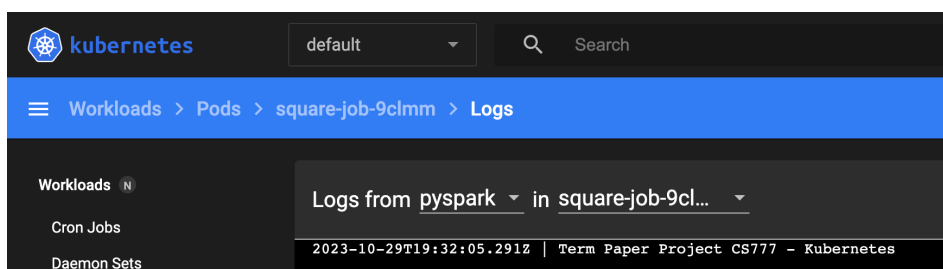 kubernetes
default
Search
Workloads > Pods > square-job-9clmm > Logs
Workloads N
Cron Jobs
Daemon Sets
Logs from pyspark in square-job-9cl...
2023-10-29T19:32:05.291Z | Term Paper Project CS777 - Kubernetes